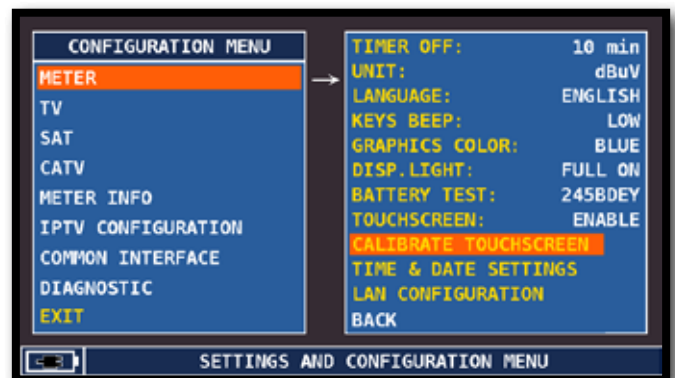 CONFIGURATION MENU
METER
TV
SAT
CATV
METER INFO
IPTV CONFIGURATION
COMMON INTERFACE
DIAGNOSTIC
EXIT
→
TIMER OFF: 10 min
UNIT: dBuV
LANGUAGE: ENGLISH
KEYS BEEP: LOW
GRAPHICS COLOR: BLUE
DISP.LIGHT: FULL ON
BATTERY TEST: 245BDEY
TOUCHSCREEN: ENABLE
CALIBRATE TOUCHSCREEN
TIME & DATE SETTINGS
LAN CONFIGURATION
BACK
SETTINGS AND CONFIGURATION MENU